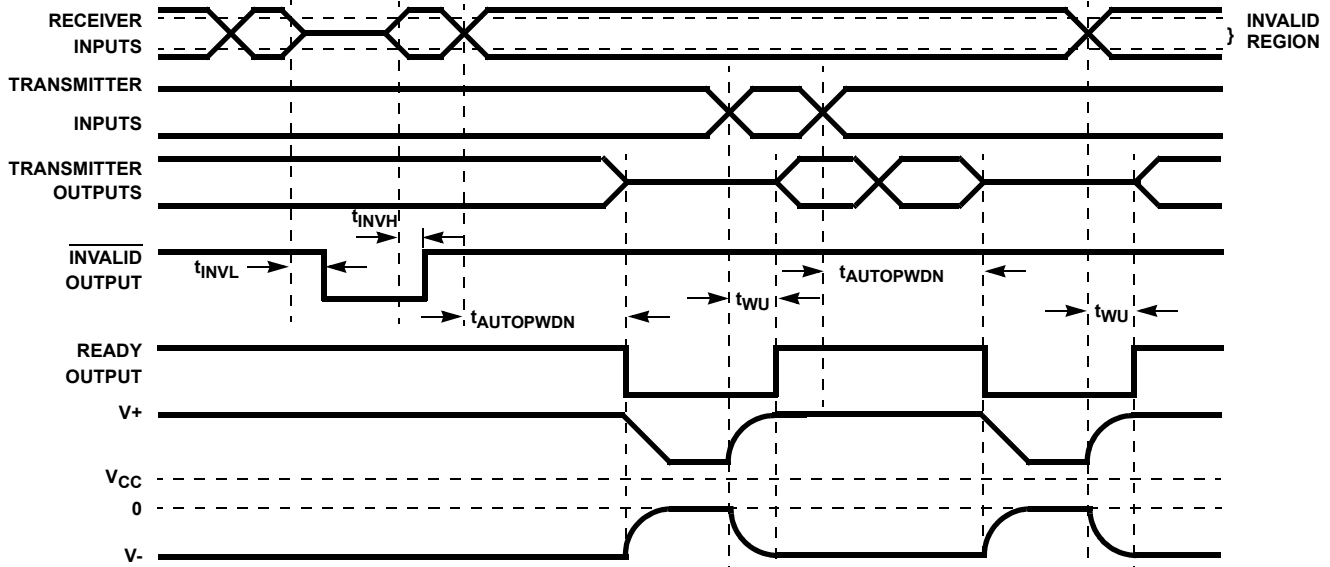 RECEIVER
INPUTS
} INVALID
REGION
TRANSMITTER
INPUTS
TRANSMITTER
OUTPUTS
tINVH
INVALID
OUTPUT
tINVL
tAUTOPWDN
tWU
tAUTOPWDN
tWU
READY
OUTPUT
V+
VCC
0
V-